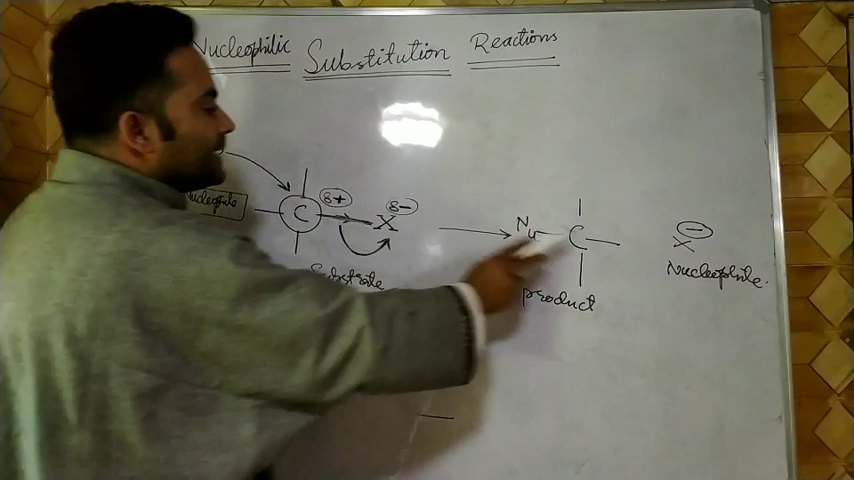 Nucleophilic Substitution Reactions
C δ+ X δ- Nu C X -
Nucleophile
Substrate product Nucleophile.